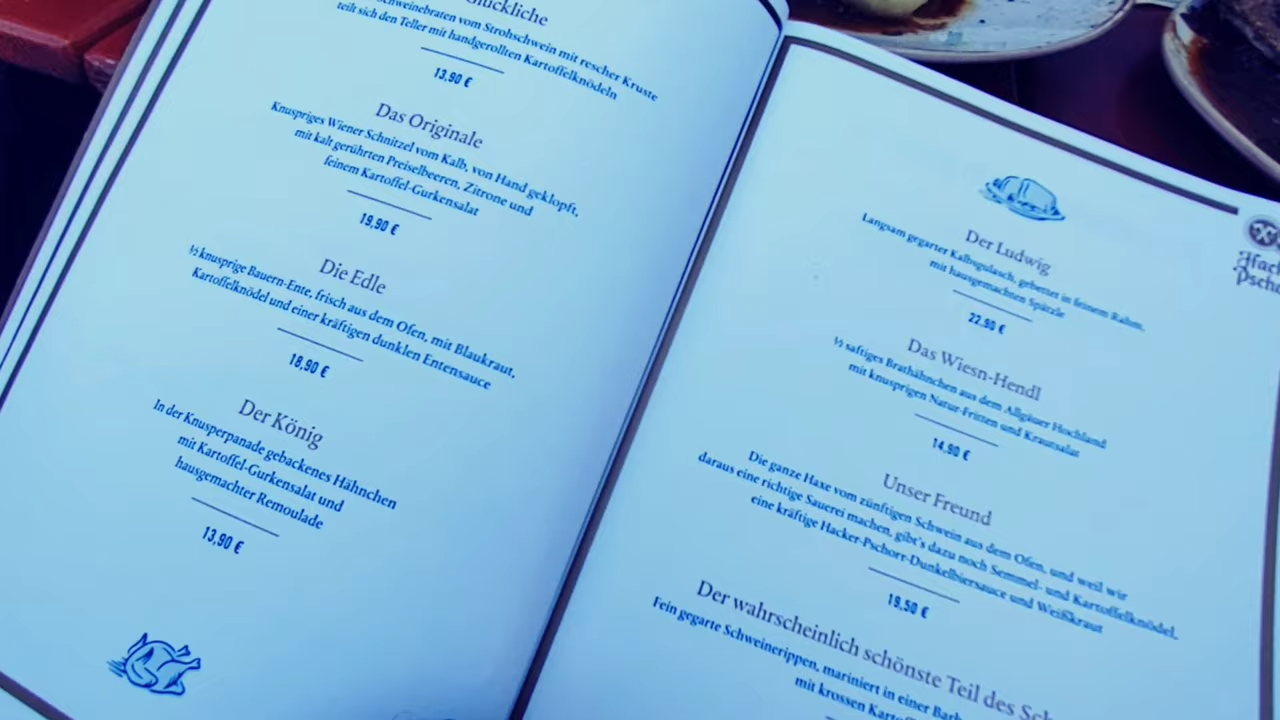 Glückliche
Schweinebraten vom Strohschwein mit rescher Kruste
teilt sich den Teller mit handgerollten Kartoffelknödeln
13,90 €
Das Originale
Knuspriges Wiener Schnitzel vom Kalb, von Hand geklopft,
mit kalt gerührten Preiselbeeren, Zitrone und
feinem Kartoffel-Gurkensalat
19,90 €
Die Edle
½ knusprige Bauern-Ente, frisch aus dem Ofen, mit Blaukraut,
Kartoffelknödel und einer kräftigen dunklen Entensauce
18,90 €
Der König
In der Knusperpanade gebackenes Hähnchen
mit Kartoffel-Gurkensalat und
hausgemachter Remoulade
13,90 €
Der Ludwig
Langsam gegarter Kalbsgulasch, gebettet in feinem Rahm,
mit hausgemachten Spätzle
22,90 €
Das Wiesn-Hendl
½ saftiges Brathähnchen aus dem Allgäuer Hochland
mit knusprigen Natur-Fritten und Krautsalat
14,90 €
Unser Freund
Die ganze Haxe vom zünftigen Schwein aus dem Ofen, und weil wir
daraus eine richtige Sauerei machen, gibt's dazu noch Semmel- und Kartoffelknödel,
eine kräftige Hacker-Pschorr-Dunkelbiersauce und Weißkraut
19,50 €
Der wahrscheinlich schönste Teil des Sch
Fein gegarte Schweinerippen, mariniert in einer Barb
mit krossen Karto
Hack
Pscho